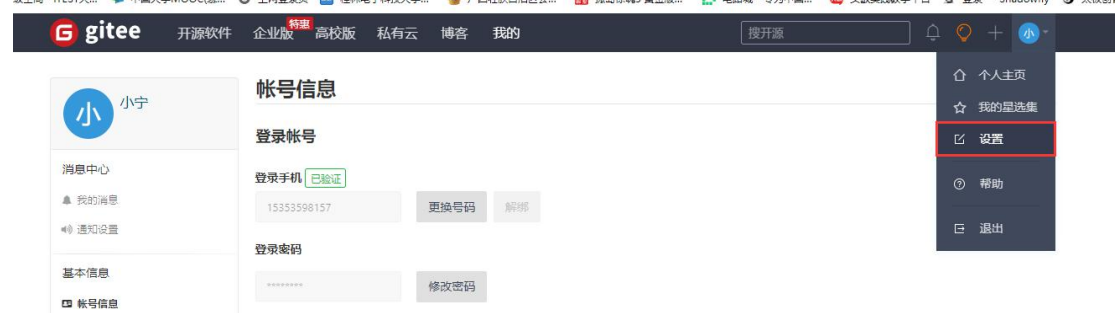 gitee 开源软件 企业版 特惠 高校版 私有云 博客 我的 搜开源 小
个人主页
我的星选集
设置
帮助
退出
小 小宁
消息中心
我的消息
通知设置
基本信息
帐号信息
帐号信息
登录帐号
登录手机 已验证
15353598157 更换号码 解绑
登录密码
******** 修改密码